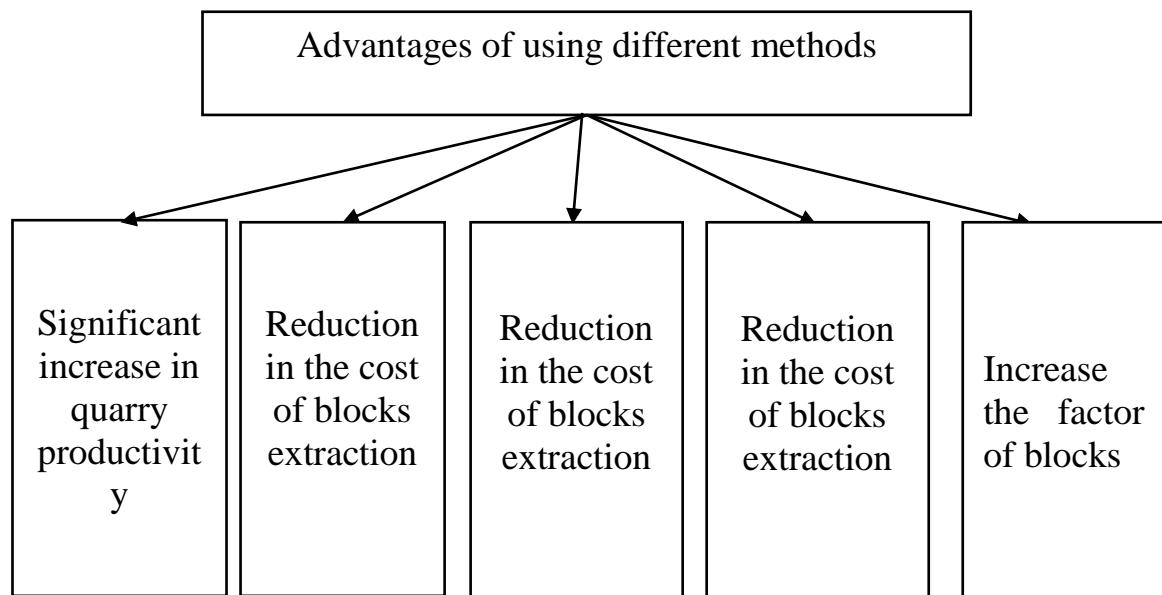 Advantages of using different methods
Significant
increase in
quarry
productivit
y
Reduction
in the cost
of blocks
extraction
Reduction
in the cost
of blocks
extraction
Reduction
in the cost
of blocks
extraction
Increase
the factor
of blocks